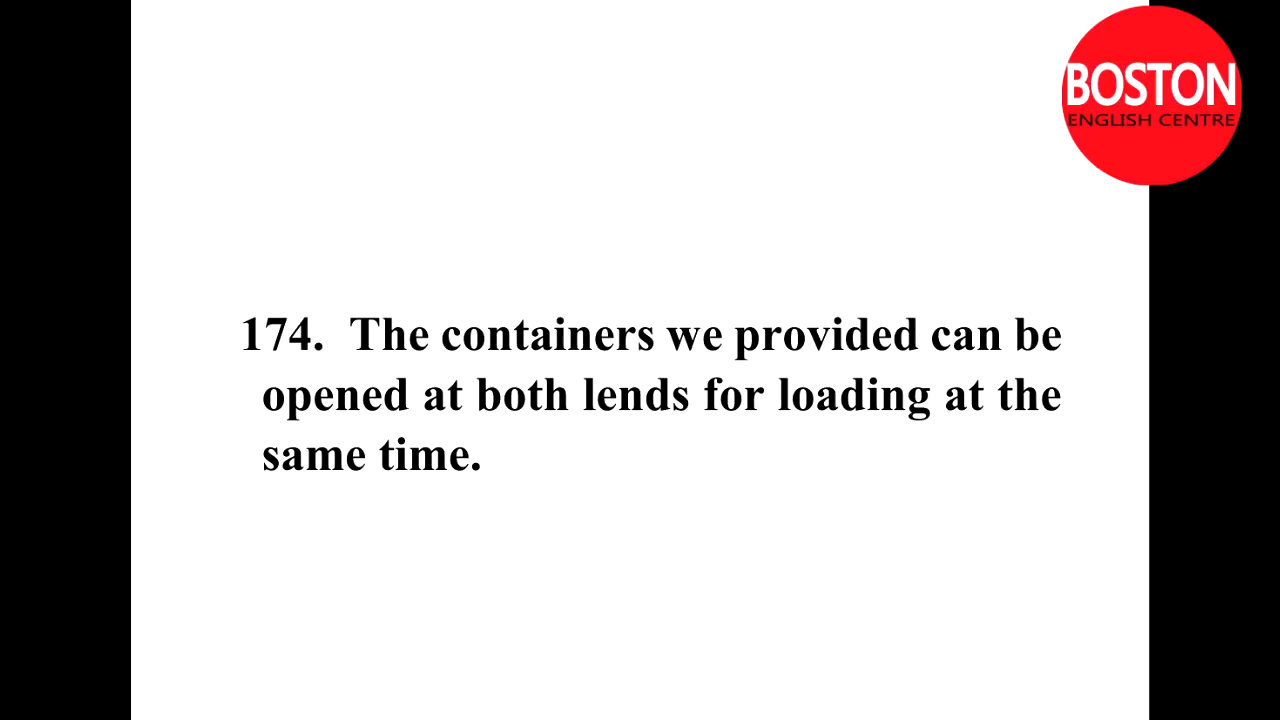 BOSTON
ENGLISH CENTRE
174. The containers we provided can be
opened at both lends for loading at the
same time.